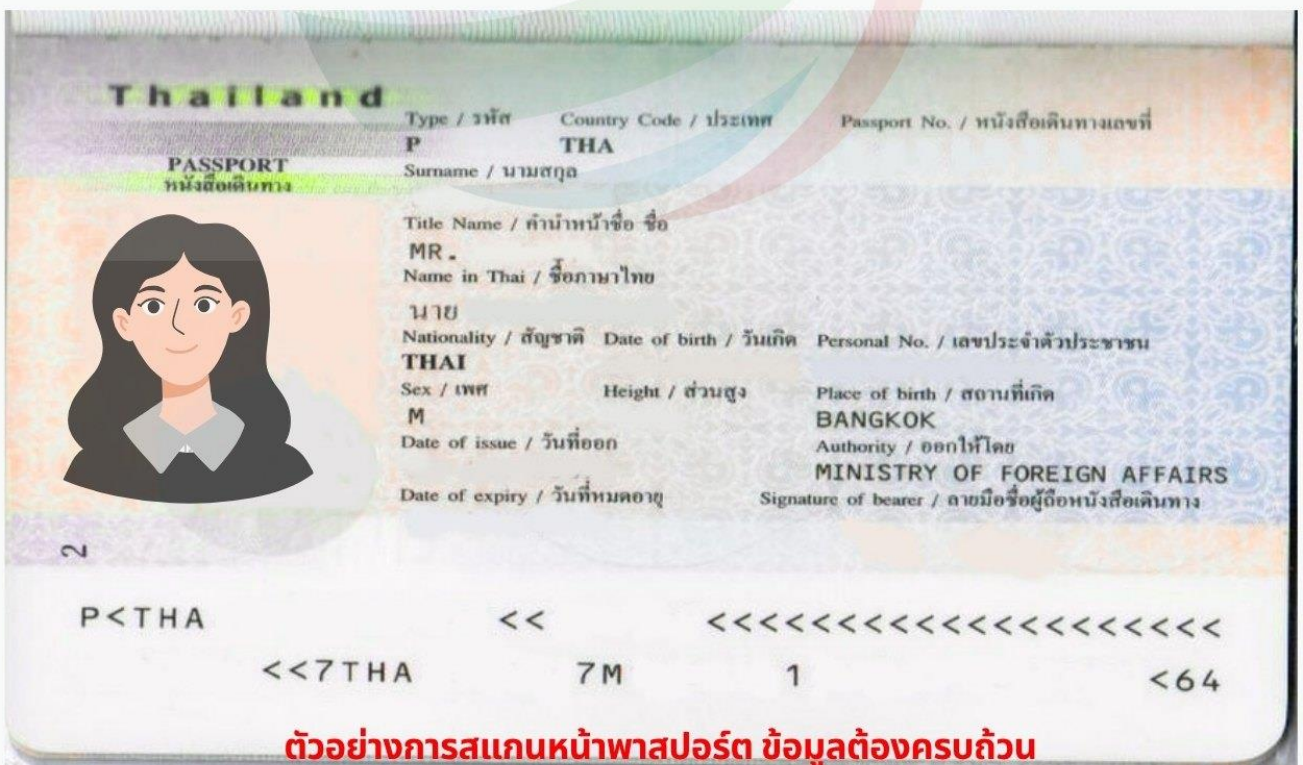 Thailand
Type / รหัส Country Code / ประเทศ Passport No. / หนังสือเดินทางเลขที่
P THA
PASSPORT
หนังสือเดินทาง
Surname / นามสกุล
Title Name / คำนำหน้าชื่อ ชื่อ
MR.
Name in Thai / ชื่อภาษาไทย
นาย
Nationality / สัญชาติ Date of birth / วันเกิด Personal No. / เลขประจำตัวประชาชน
THAI
Sex / เพศ Height / ส่วนสูง Place of birth / สถานที่เกิด
M BANGKOK
Date of issue / วันที่ออก Authority / ออกให้โดย
MINISTRY OF FOREIGN AFFAIRS
Date of expiry / วันที่หมดอายุ Signature of bearer / ลายมือชื่อผู้ถือหนังสือเดินทาง
2
P<THA << <<<<<<<<<<<<<<<<<<<<
<<7THA 7M 1 <64
ตัวอย่างการสแกนหน้าพาสปอร์ต ข้อมูลต้องครบถ้วน